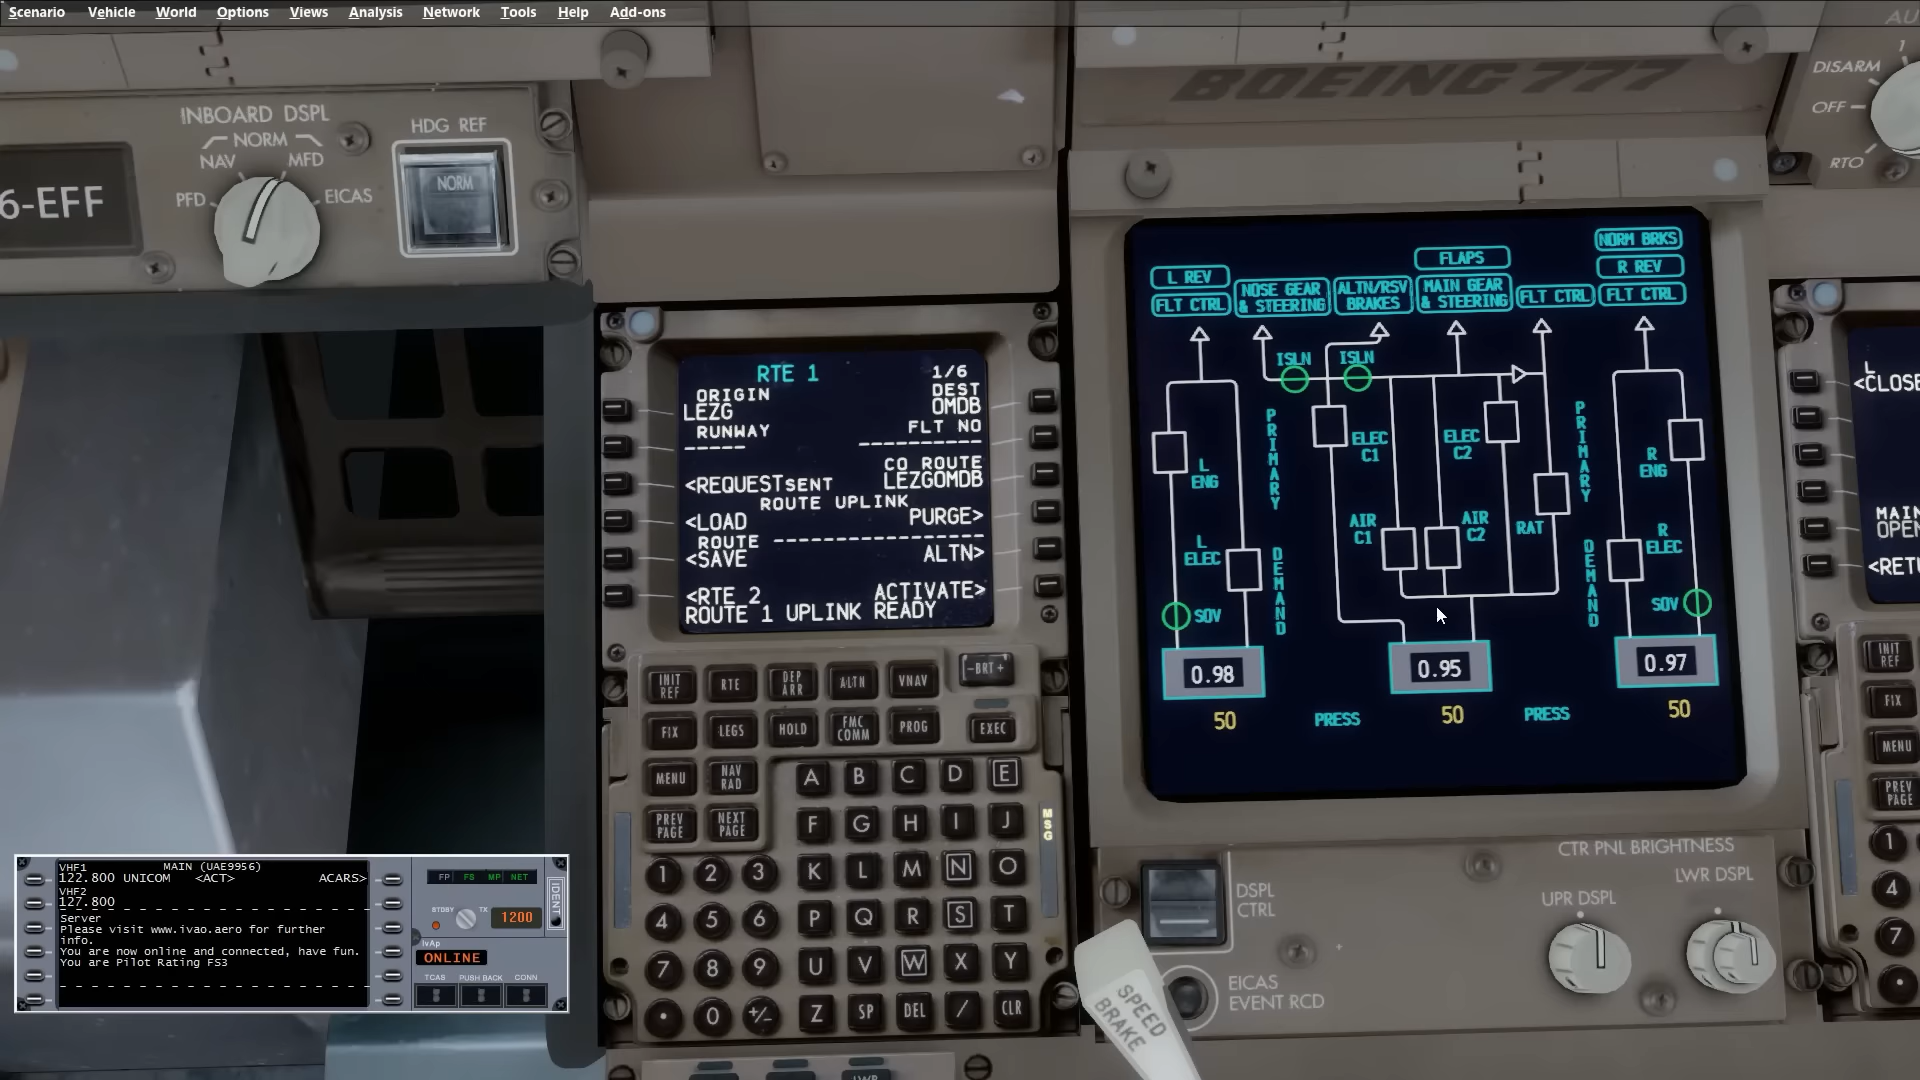 Scenario Vehicle World Options Views Analysis Network Tools Help Add-ons
INBOARD DSPL
NORM
NAV MFD
PFD EICAS
6-EFF
HDG REF
NORM
BOEING 777
DISARM
OFF
RTO
1
RTE 1 1/6
ORIGIN DEST
LEZG OMDB
RUNWAY FLT NO
----- ----------
CO ROUTE
<REQUEST SENT LEZGOMDB
ROUTE UPLINK
<LOAD PURGE>
ROUTE ----------------
<SAVE ALTN>
<RTE 2 ACTIVATE>
ROUTE 1 UPLINK READY
INIT REF
RTE
DEP ARR
ALTN
VNAV
-BRT+
FIX
LEGS
HOLD
FMC COMM
PROG
EXEC
MENU
NAV RAD
PREV PAGE
NEXT PAGE
A B C D E
F G H I J
K L M N O
P Q R S T
U V W X Y
Z SP DEL / CLR
1 2 3
4 5 6
7 8 9
. 0 +/-
MSG
L REV
FLT CTRL
NOSE GEAR
& STEERING
ALTN/RSV
BRAKES
FLAPS
MAIN GEAR
& STEERING
FLT CTRL
NORM BRKS
R REV
FLT CTRL
ISLN ISLN
PRIMARY
PRIMARY
L
ENG
ELEC
C1
ELEC
C2
R
ENG
AIR
C1
AIR
C2
RAT
L
ELEC
R
ELEC
DEMAND
DEMAND
SOV
SOV
0.98 0.95 0.97
50 PRESS 50 PRESS 50
L
<CLOSE
MAIN
OPEN
<RETU
INIT REF
FIX
MENU
PREV PAGE
1
4
7
DSPL
CTRL
EICAS
EVENT RCD
CTR PNL BRIGHTNESS
UPR DSPL
LWR DSPL
SPEED
BRAKE
LWR
VHF1 MAIN (UAE9956)
122.800 UNICOM <ACT> ACARS>
VHF2
127.800
Server
Please visit www.ivao.aero for further
info.
You are now online and connected, have fun.
You are Pilot Rating FS3
FP FS MP NET
STDBY TX 1200
IDENT
IvAp
ONLINE
TCAS PUSH BACK CONN